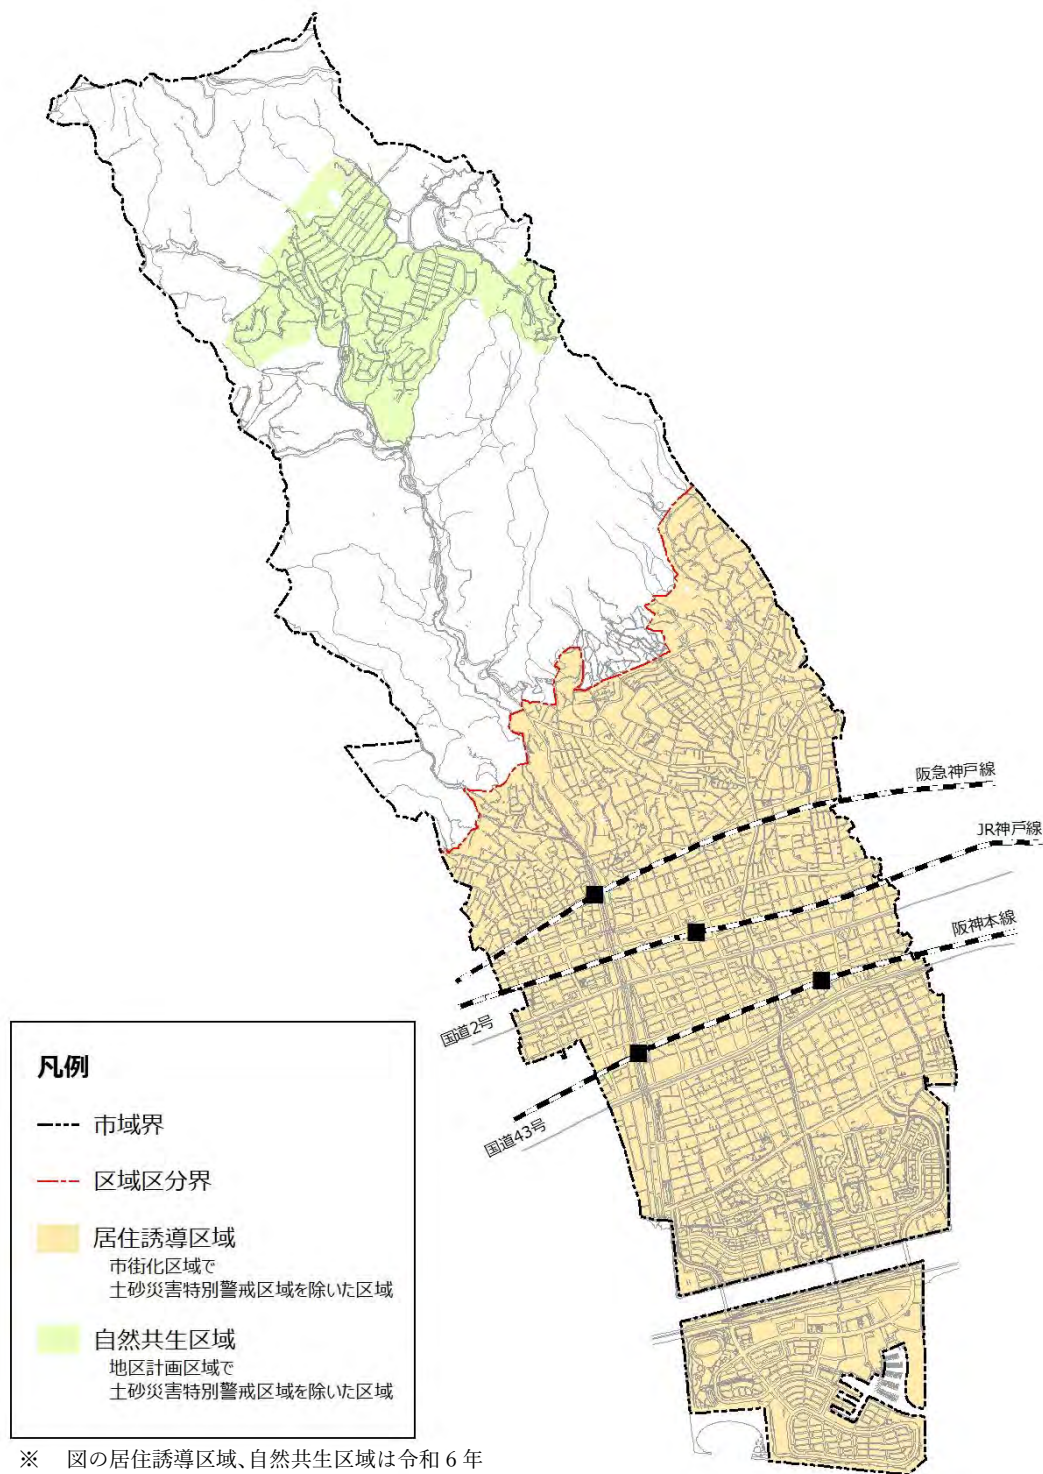 阪急神戸線
JR神戸線
阪神本線
国道2号
国道43号
凡例
市域界
区域区分界
居住誘導区域
市街化区域で
土砂災害特別警戒区域を除いた区域
自然共生区域
地区計画区域で
土砂災害特別警戒区域を除いた区域
※ 図の居住誘導区域、自然共生区域は令和6年